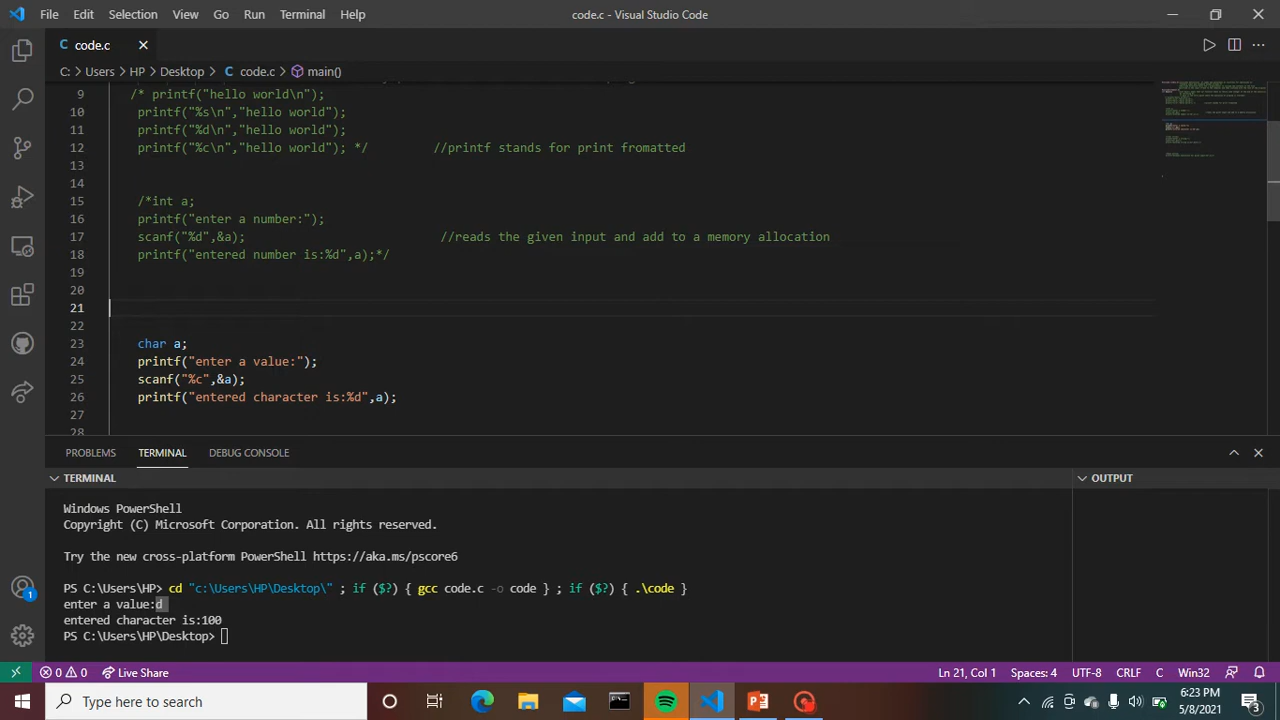 File Edit Selection View Go Run Terminal Help code.c - Visual Studio Code
code.c
C: > Users > HP > Desktop > code.c > main()
9 /* printf("hello world\n");
10 printf("%s\n","hello world");
11 printf("%d\n","hello world");
12 printf("%c\n","hello world"); */ //printf stands for print fromatted
13
14
15 /*int a;
16 printf("enter a number:");
17 scanf("%d",&a); //reads the given input and add to a memory allocation
18 printf("entered number is:%d",a);*/
19
20
21
22
23 char a;
24 printf("enter a value:");
25 scanf("%c",&a);
26 printf("entered character is:%d",a);
27
28
PROBLEMS TERMINAL DEBUG CONSOLE
TERMINAL OUTPUT
Windows PowerShell
Copyright (C) Microsoft Corporation. All rights reserved.
Try the new cross-platform PowerShell https://aka.ms/pscore6
PS C:\Users\HP> cd "c:\Users\HP\Desktop\" ; if ($?) { gcc code.c -o code } ; if ($?) { .\code }
enter a value:d
entered character is:100
PS C:\Users\HP\Desktop>
1
0 0 Live Share Ln 21, Col 1 Spaces: 4 UTF-8 CRLF C Win32
Type here to search 6:23 PM
5/8/2021 3